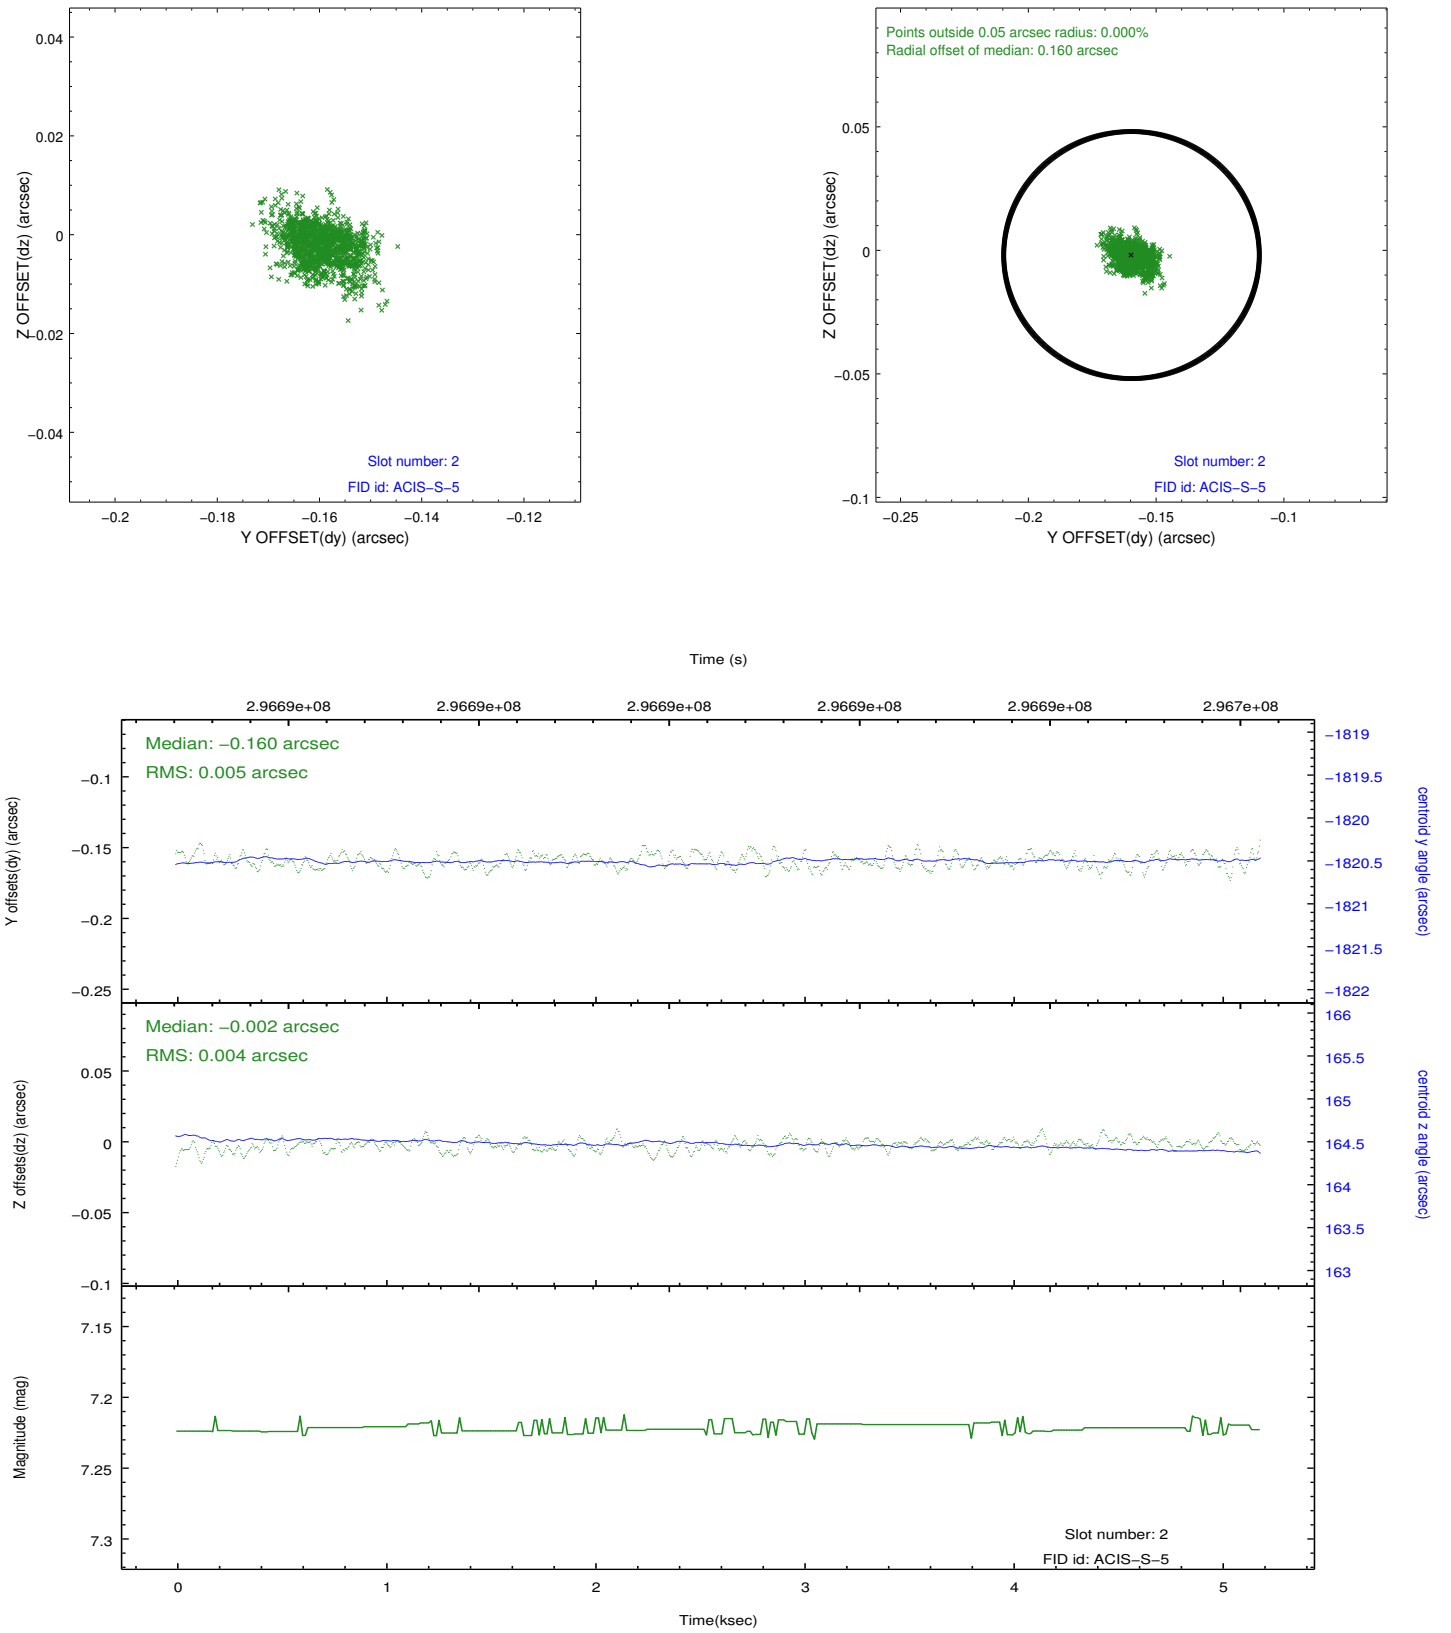 0.04
0.02
0
−0.02
−0.04
Z OFFSET(dz) (arcsec)
Slot number: 2
FID id: ACIS−S−5
−0.2
−0.18
−0.16
−0.14
−0.12
Y OFFSET(dy) (arcsec)
Points outside 0.05 arcsec radius: 0.000%
Radial offset of median: 0.160 arcsec
0.05
0
−0.05
−0.1
Z OFFSET(dz) (arcsec)
Slot number: 2
FID id: ACIS−S−5
−0.25
−0.2
−0.15
−0.1
Y OFFSET(dy) (arcsec)
Time (s)
2.9669e+08
2.9669e+08
2.9669e+08
2.9669e+08
2.9669e+08
2.967e+08
Median: −0.160 arcsec
RMS: 0.005 arcsec
−0.1
−0.15
−0.2
−0.25
Y offsets(dy) (arcsec)
−1819
−1819.5
−1820
−1820.5
−1821
−1821.5
−1822
centroid y angle (arcsec)
Median: −0.002 arcsec
RMS: 0.004 arcsec
0.05
0
−0.05
−0.1
Z offsets(dz) (arcsec)
166
165.5
165
164.5
164
163.5
163
centroid z angle (arcsec)
7.15
7.2
7.25
7.3
Magnitude (mag)
Slot number: 2
FID id: ACIS−S−5
0
1
2
3
4
5
Time(ksec)